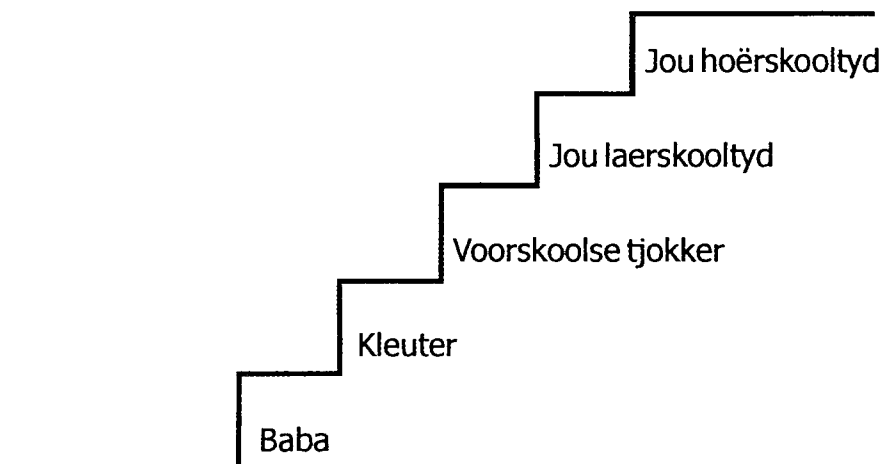 Jou hoërskooltyd
Jou laerskooltyd
Voorskoolse tjokker
Kleuter
Baba